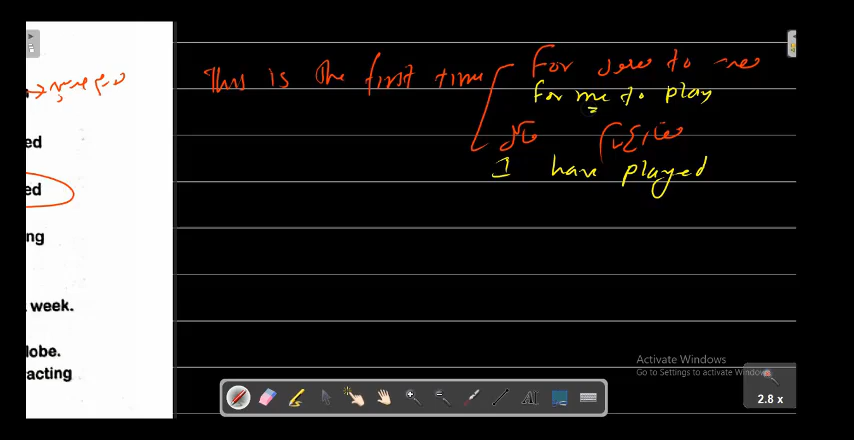 ed
ed
ng
week.
lobe.
acting
This is the first time
For
to
for me to play
I have played
Activate Windows
Go to Settings to activate Windows.
2.8 x